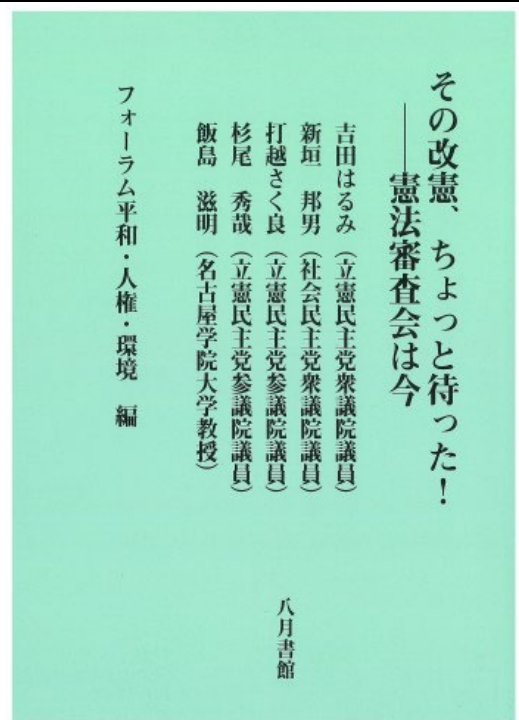 その改憲、ちょっと待った!
――憲法審査会は今
吉田はるみ(立憲民主党衆議院議員)
新垣 邦男(社会民主党衆議院議員)
打越さく良(立憲民主党参議院議員)
杉尾 秀哉(立憲民主党参議院議員)
飯島 滋明(名古屋学院大学教授)
フォーラム平和・人権・環境 編
八月書館